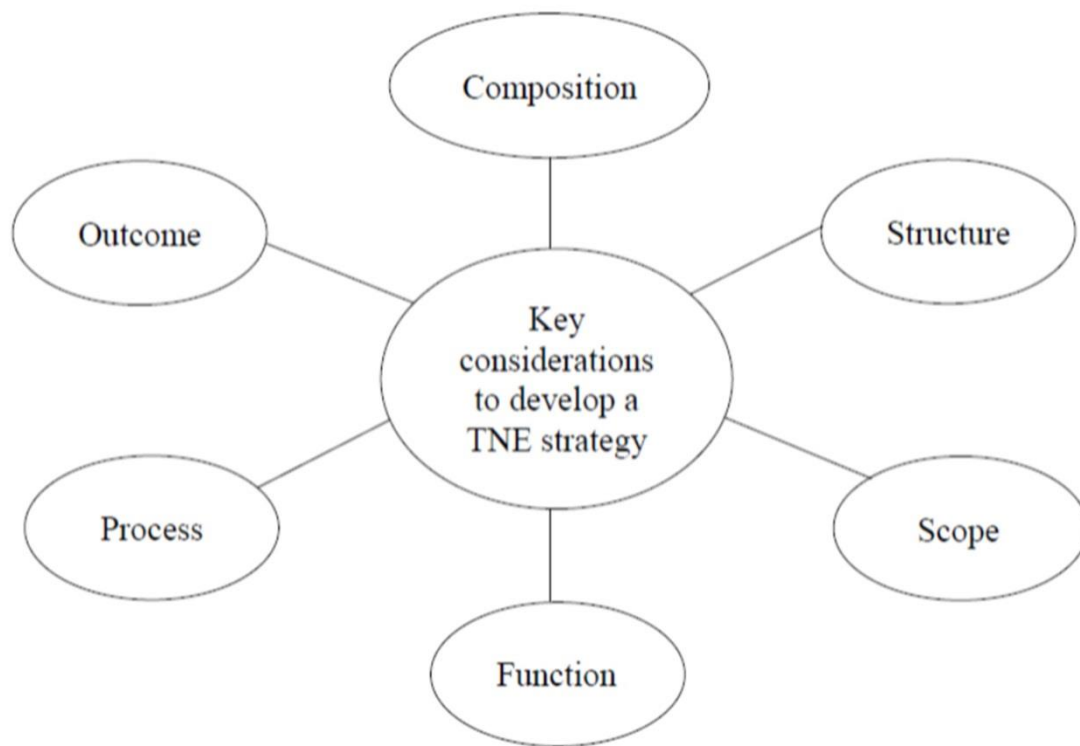 Composition
Outcome
Structure
Key
considerations
to develop a
TNE strategy
Process
Scope
Function